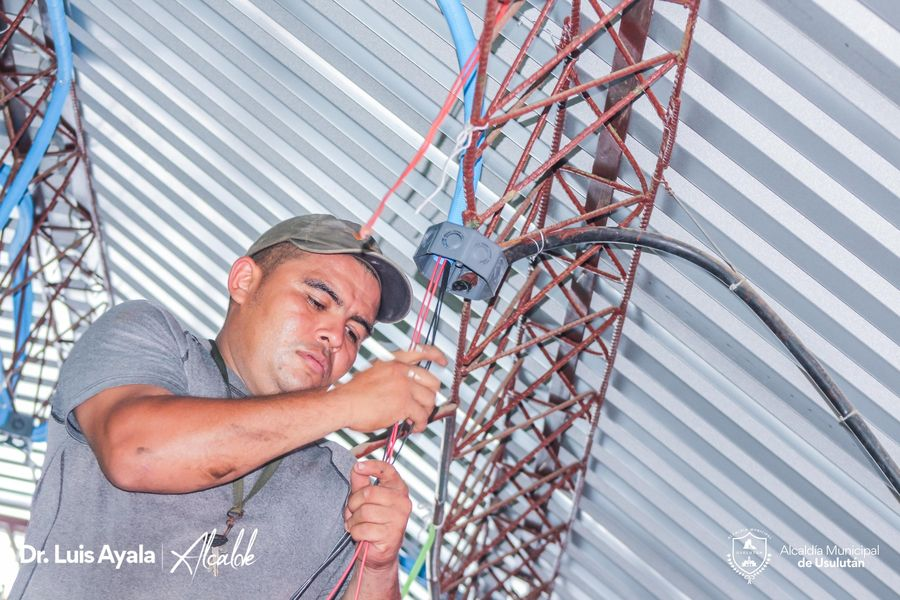 Dr. Luis Ayala
Alcalde
Alcaldía Municipal
de Usulután